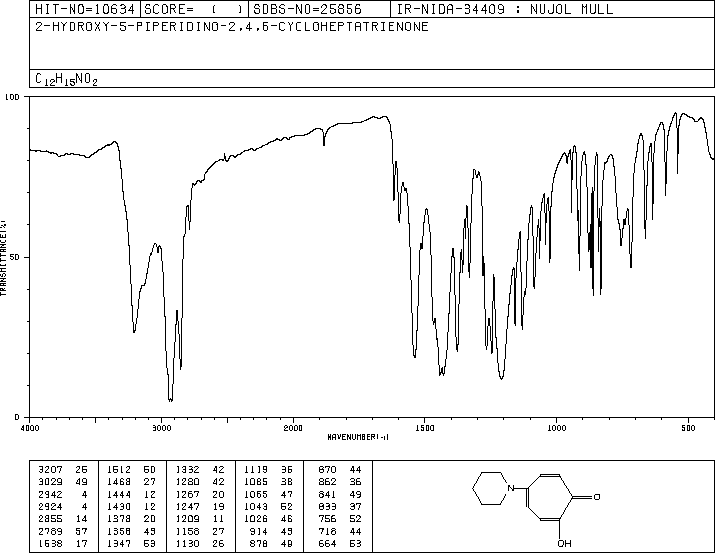 HIT-NO=10634 SCORE= ( ) SDBS-NO=25856 IR-NIDA-34409 : NUJOL MULL
2-HYDROXY-5-PIPERIDINO-2,4,6-CYCLOHEPTATRIENONE
C12H15NO2
100
TRANSMITTANCE(%)
50
0
4000 3000 2000 1500 1000 500
WAVENUMBER(-1)
3207 26 1512 50 1332 42 1119 36 870 44
3029 49 1468 27 1280 42 1085 38 862 36
2942 4 1444 12 1267 20 1065 47 841 49
2924 4 1430 12 1247 19 1043 52 833 37
2855 14 1378 20 1209 11 1026 46 756 52
2789 57 1358 43 1158 27 914 45 718 44
1538 17 1347 53 1130 26 878 49 664 53
N
O
OH